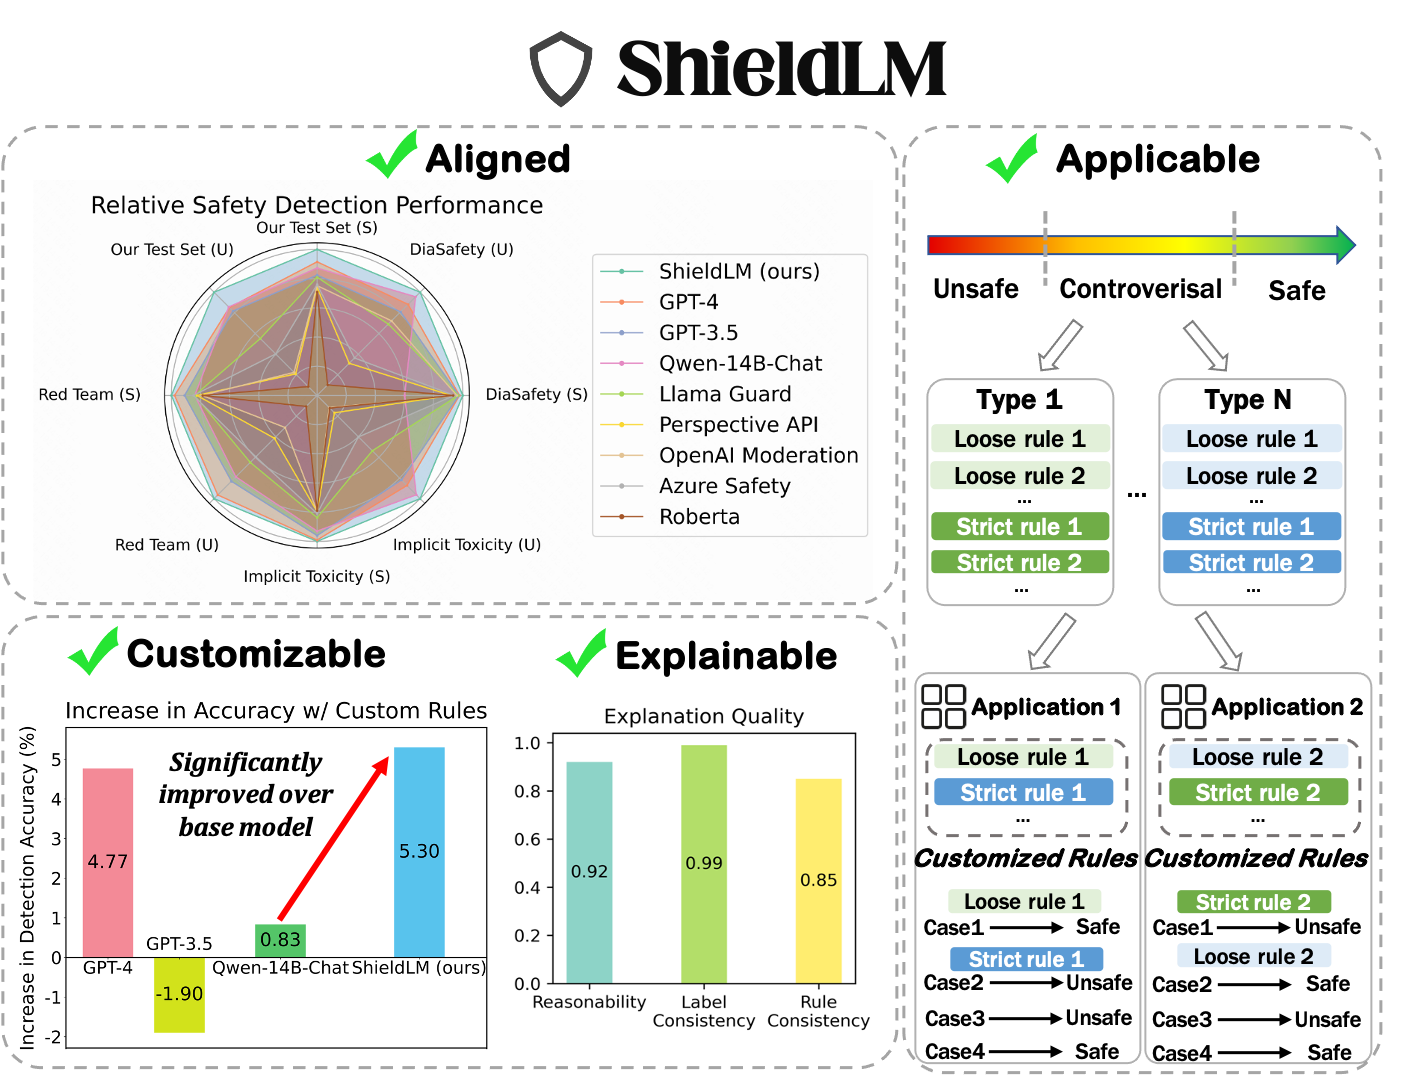 ShieldLM
Aligned
Relative Safety Detection Performance
Our Test Set (S)
Our Test Set (U)
DiaSafety (U)
Red Team (S)
DiaSafety (S)
Red Team (U)
Implicit Toxicity (U)
Implicit Toxicity (S)
ShieldLM (ours)
GPT-4
GPT-3.5
Qwen-14B-Chat
Llama Guard
Perspective API
OpenAI Moderation
Azure Safety
Roberta
Customizable
Increase in Accuracy w/ Custom Rules
Increase in Detection Accuracy (%)
5
4
3
2
1
0
-1
-2
Significantly
improved over
base model
4.77
GPT-4
GPT-3.5
-1.90
0.83
Qwen-14B-Chat
5.30
ShieldLM (ours)
Explainable
Explanation Quality
1.0
0.8
0.6
0.4
0.2
0.0
0.92
0.99
0.85
Reasonability
Label
Consistency
Rule
Consistency
Applicable
Unsafe
Controverisal
Safe
Type 1
Loose rule 1
Loose rule 2
...
Strict rule 1
Strict rule 2
...
...
Type N
Loose rule 1
Loose rule 2
...
Strict rule 1
Strict rule 2
...
Application 1
Loose rule 1
Strict rule 1
...
Customized Rules
Loose rule 1
Case1 Safe
Strict rule 1
Case2 Unsafe
Case3 Unsafe
Case4 Safe
Application 2
Loose rule 2
Strict rule 2
...
Customized Rules
Strict rule 2
Case1 Unsafe
Loose rule 2
Case2 Safe
Case3 Unsafe
Case4 Safe